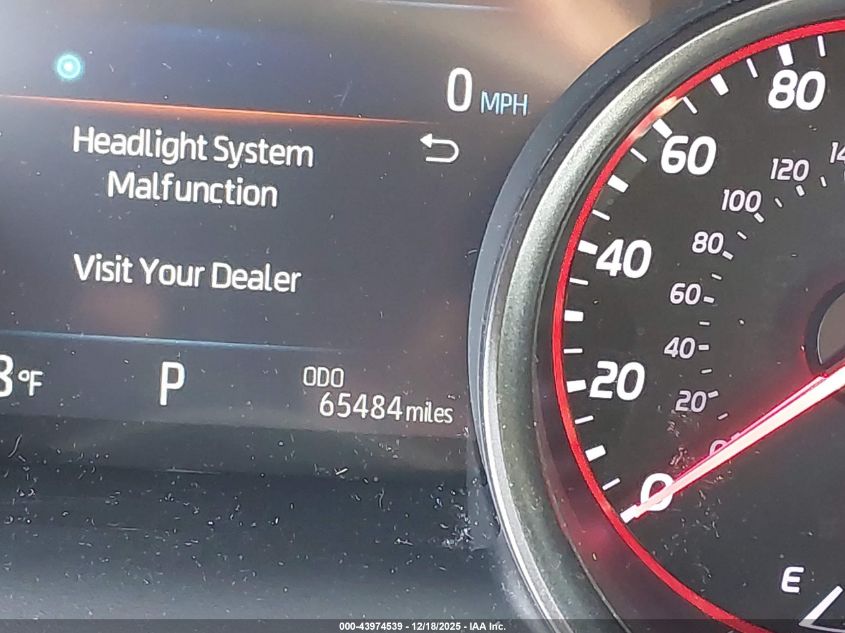 0 MPH
Headlight System
Malfunction
Visit Your Dealer
°F
P
ODO
65484 miles
80
60
40
20
0
120
100
80
60
40
20
E
000-43974539 - 12/18/2025 - IAA Inc.